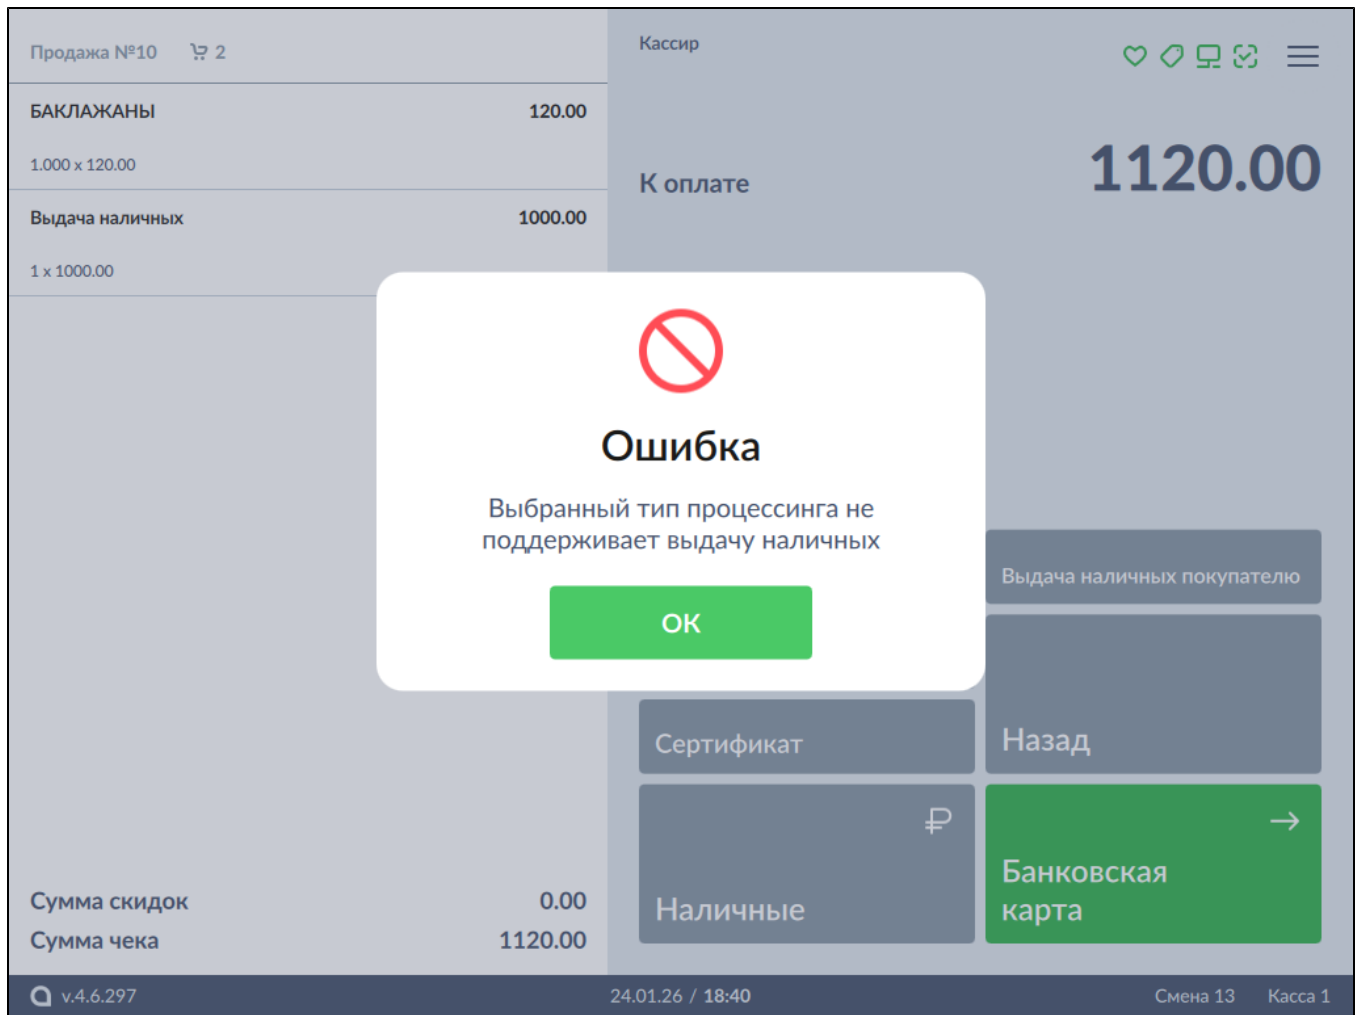 Продажа №10 2
БАКЛАЖАНЫ 120.00
1.000 x 120.00
Выдача наличных 1000.00
1 x 1000.00
Сумма скидок 0.00
Сумма чека 1120.00
Кассир
К оплате 1120.00
Ошибка
Выбранный тип процессинга не
поддерживает выдачу наличных
ОК
Выдача наличных покупателю
Сертификат
Назад
Наличные
Банковская
карта
v.4.6.297 24.01.26 / 18:40 Смена 13 Касса 1